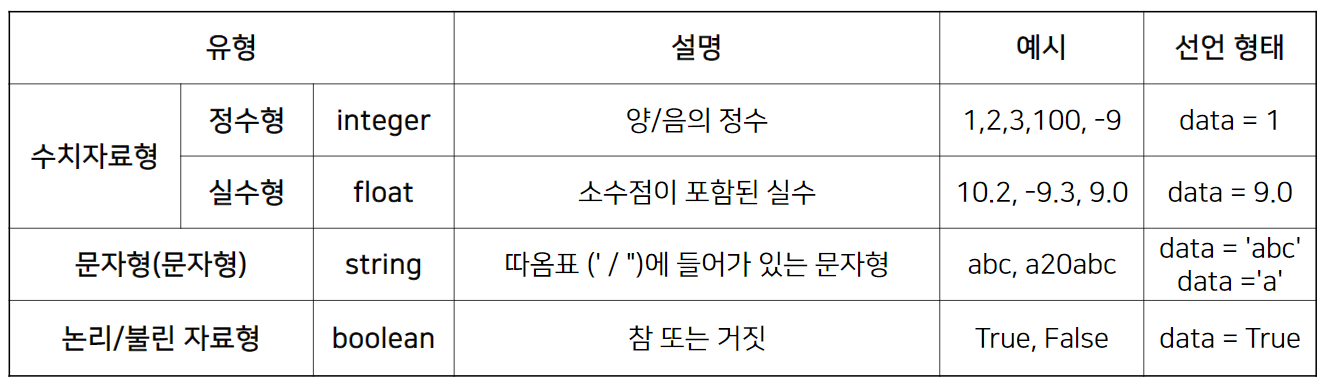 유형 설명 예시 선언 형태
수치자료형 정수형 integer 양/음의 정수 1,2,3,100, -9 data = 1
실수형 float 소수점이 포함된 실수 10.2, -9.3, 9.0 data = 9.0
문자형(문자형) string 따옴표 (' / ")에 들어가 있는 문자형 abc, a20abc data = 'abc'
data ='a'
논리/불린 자료형 boolean 참 또는 거짓 True, False data = True